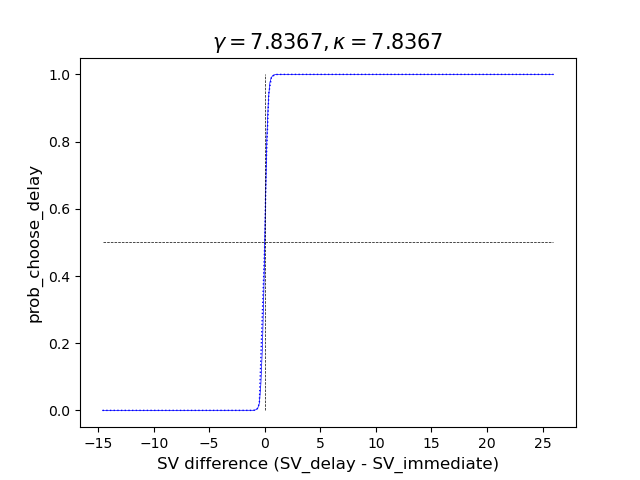 γ = 7.8367, κ = 7.8367
prob_choose_delay
1.0
0.8
0.6
0.4
0.2
0.0
−15 −10 −5 0 5 10 15 20 25
SV difference (SV_delay - SV_immediate)